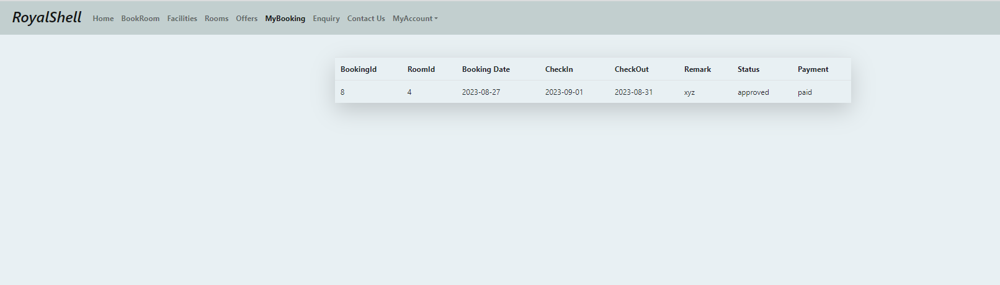 RoyalShell Home BookRoom Facilities Rooms Offers MyBooking Enquiry Contact Us MyAccount
BookingId RoomId Booking Date CheckIn CheckOut Remark Status Payment
8 4 2023-08-27 2023-09-01 2023-08-31 xyz approved paid